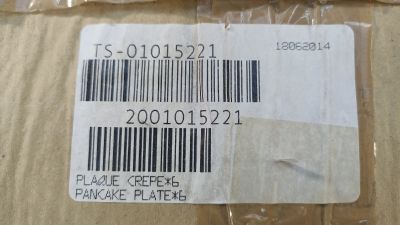 TS-01015221 18062014
2001015221
PLAQUE CREPE*6
PANCAKE PLATE*6